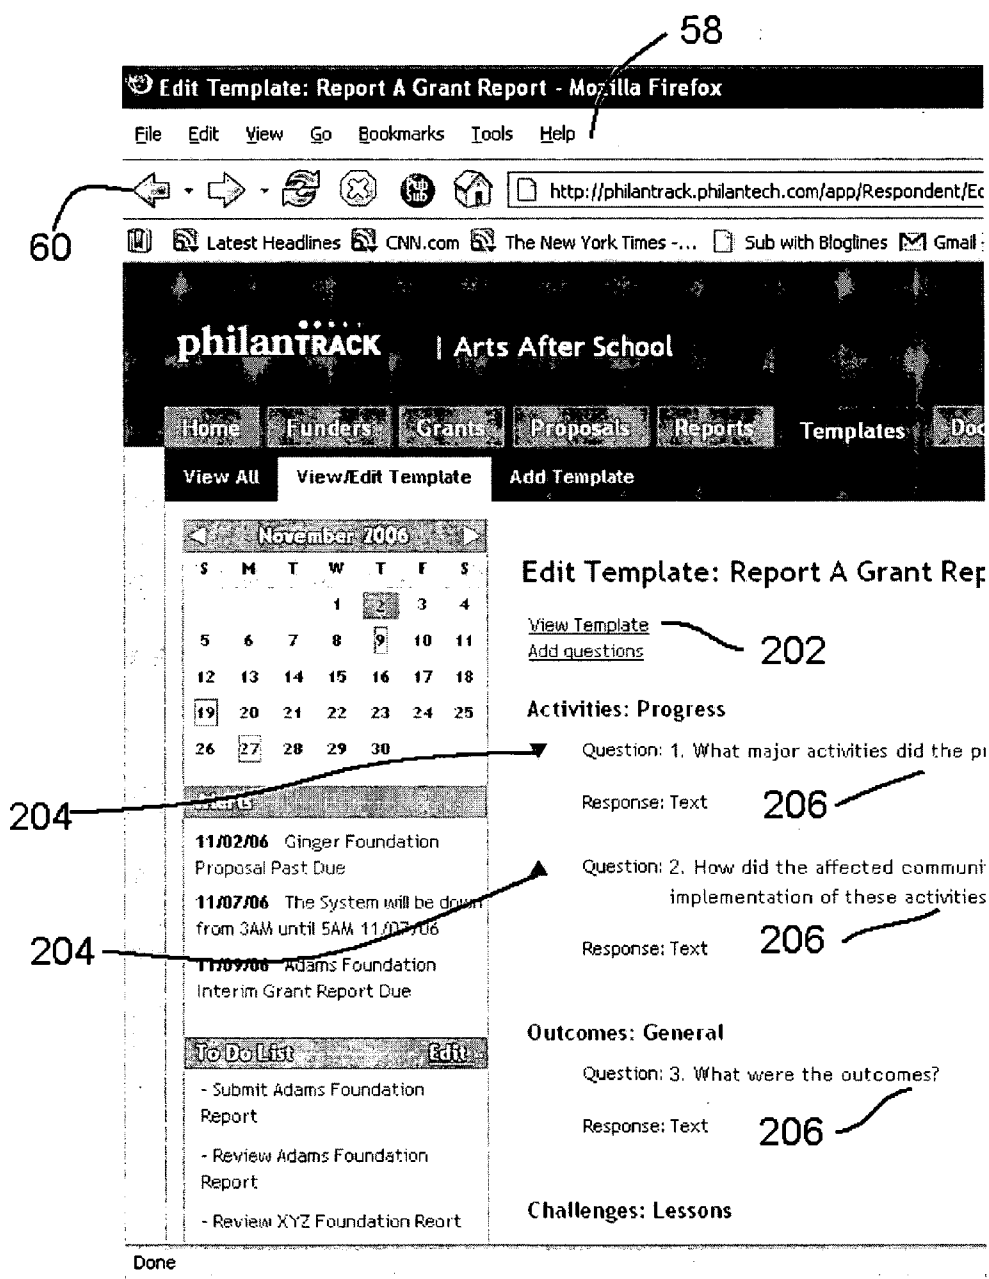 58
Edit Template: Report A Grant Report - Mozilla Firefox
File Edit View Go Bookmarks Tools Help
http://philantrack.philantech.com/app/Respondent/Ec
60
Latest Headlines CNN.com The New York Times -... Sub with Bloglines Gmail
philanTRACK | Arts After School
Home Funders Grants Proposals Reports Templates Doc
View All View/Edit Template Add Template
November 2006
S M T W T F S
1 2 3 4
5 6 7 8 9 10 11
12 13 14 15 16 17 18
19 20 21 22 23 24 25
26 27 28 29 30
Edit Template: Report A Grant Rep
View Template
202
Add questions
Activities: Progress
Question: 1. What major activities did the
204
Response: Text
206
Question: 2. How did the affected communi
implementation of these activities
204
206
Response: Text
Outcomes: General
Question: 3. What were the outcomes?
Response: Text
206
Challenges: Lessons
11/02/06 Ginger Foundation
Proposal Past Due
11/07/06 The System will be down
from 3AM until 5AM 11/07/06
11/09/06 Adams Foundation
Interim Grant Report Due
To Do List Edit
- Submit Adams Foundation
Report
- Review Adams Foundation
Report
- Review XYZ Foundation Reort
Done